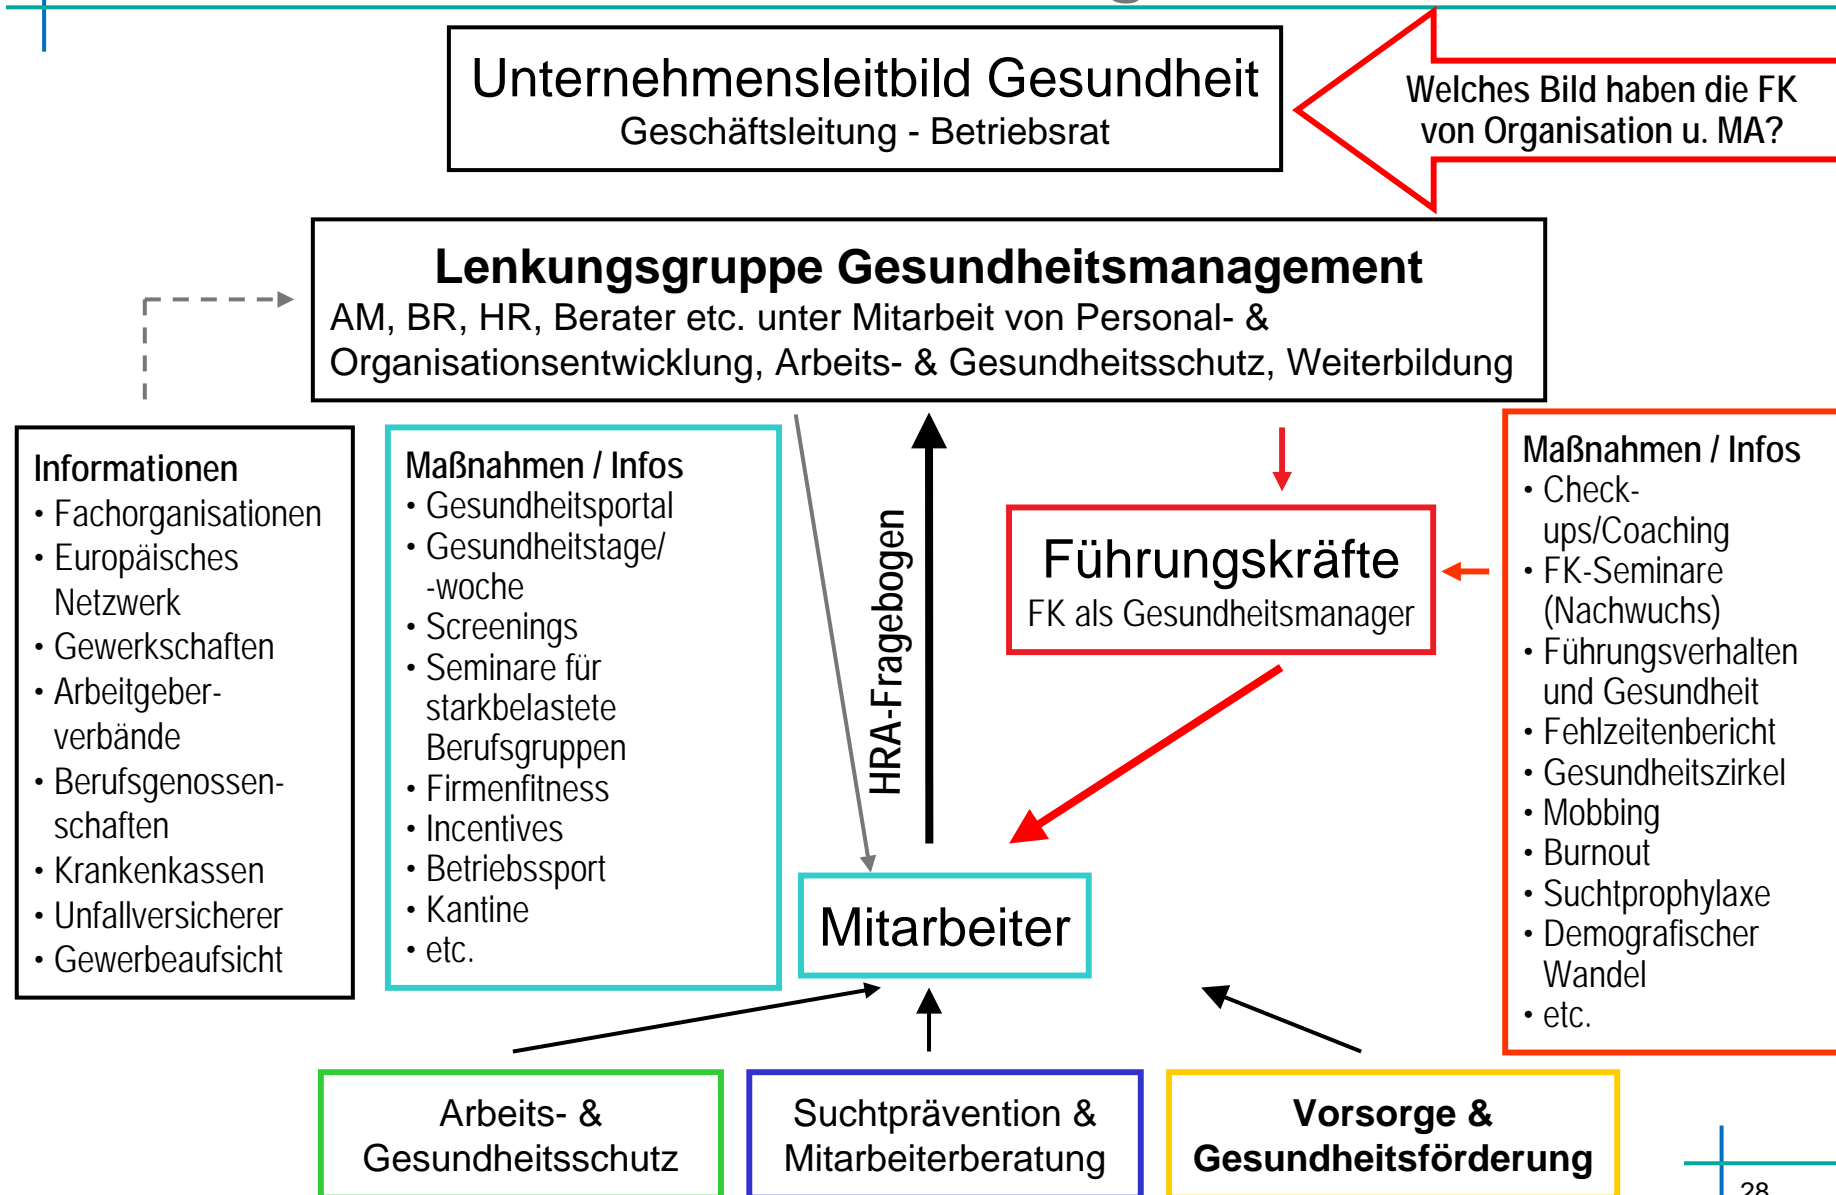 Unternehmensleitbild Gesundheit
Geschäftsleitung - Betriebsrat
Welches Bild haben die FK
von Organisation u. MA?
Lenkungsgruppe Gesundheitsmanagement
AM, BR, HR, Berater etc. unter Mitarbeit von Personal- &
Organisationsentwicklung, Arbeits- & Gesundheitsschutz, Weiterbildung
Informationen
• Fachorganisationen
• Europäisches
Netzwerk
• Gewerkschaften
• Arbeitgeber-
verbände
• Berufsgenossen-
schaften
• Krankenkassen
• Unfallversicherer
• Gewerbeaufsicht
Maßnahmen / Infos
• Gesundheitsportal
• Gesundheitstage/
-woche
• Screenings
• Seminare für
starkbelastete
Berufsgruppen
• Firmenfitness
• Incentives
• Betriebssport
• Kantine
• etc.
HRA-Fragebogen
Führungskräfte
FK als Gesundheitsmanager
Maßnahmen / Infos
• Check-
ups/Coaching
• FK-Seminare
(Nachwuchs)
• Führungsverhalten
und Gesundheit
• Fehlzeitenbericht
• Gesundheitszirkel
• Mobbing
• Burnout
• Suchtprophylaxe
• Demografischer
Wandel
• etc.
Mitarbeiter
Arbeits- &
Gesundheitsschutz
Suchtprävention &
Mitarbeiterberatung
Vorsorge &
Gesundheitsförderung
28